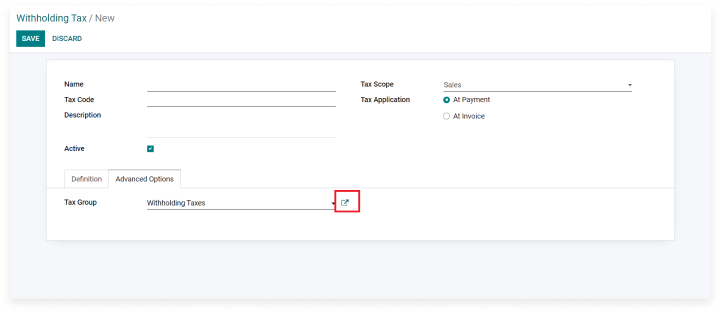 Withholding Tax / New
SAVE DISCARD
Name
Tax Code
Description
Active
Tax Scope Sales
Tax Application At Payment
At Invoice
Definition Advanced Options
Tax Group Withholding Taxes